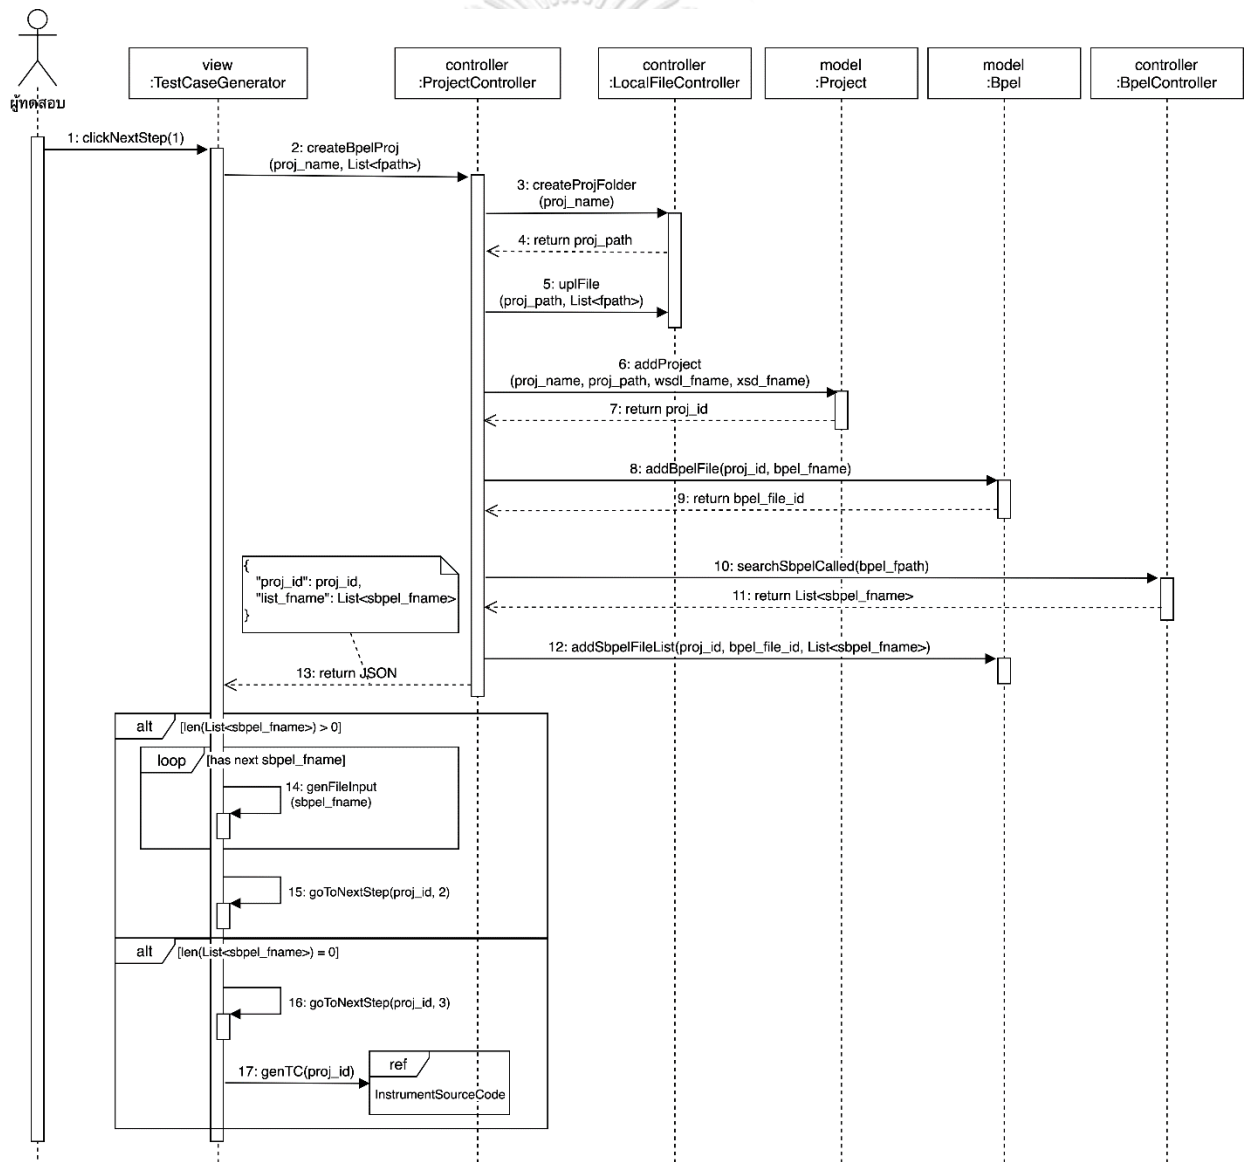 ผู้ทดสอบ
view
:TestCaseGenerator
controller
:ProjectController
controller
:LocalFileController
model
:Project
model
:Bpel
controller
:BpelController
1: clickNextStep(1)
2: createBpelProj
(proj_name, List<fpath>)
3: createProjFolder
(proj_name)
4: return proj_path
5: uplFile
(proj_path, List<fpath>)
6: addProject
(proj_name, proj_path, wsdl_fname, xsd_fname)
7: return proj_id
8: addBpelFile(proj_id, bpel_fname)
9: return bpel_file_id
10: searchSbpelCalled(bpel_fpath)
11: return List<sbpel_fname>
{
"proj_id": proj_id,
"list_fname": List<sbpel_fname>
}
12: addSbpelFileList(proj_id, bpel_file_id, List<sbpel_fname>)
13: return JSON
alt [len(List<sbpel_fname>) > 0]
loop [has next sbpel_fname]
14: genFileInput
(sbpel_fname)
15: goToNextStep(proj_id, 2)
alt [len(List<sbpel_fname>) = 0]
16: goToNextStep(proj_id, 3)
17: genTC(proj_id)
ref
InstrumentSourceCode